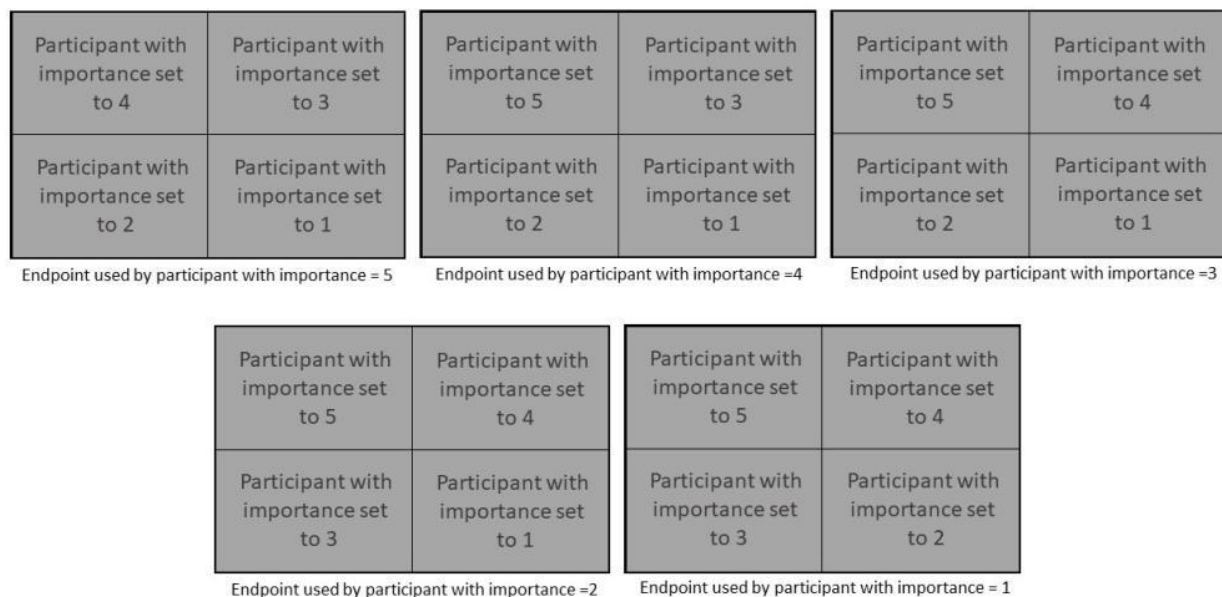 Participant with
importance set
to 4
Participant with
importance set
to 3
Participant with
importance set
to 2
Participant with
importance set
to 1
Endpoint used by participant with importance = 5
Participant with
importance set
to 5
Participant with
importance set
to 3
Participant with
importance set
to 2
Participant with
importance set
to 1
Endpoint used by participant with importance =4
Participant with
importance set
to 5
Participant with
importance set
to 4
Participant with
importance set
to 2
Participant with
importance set
to 1
Endpoint used by participant with importance =3
Participant with
importance set
to 5
Participant with
importance set
to 4
Participant with
importance set
to 3
Participant with
importance set
to 1
Endpoint used by participant with importance =2
Participant with
importance set
to 5
Participant with
importance set
to 4
Participant with
importance set
to 3
Participant with
importance set
to 2
Endpoint used by participant with importance = 1